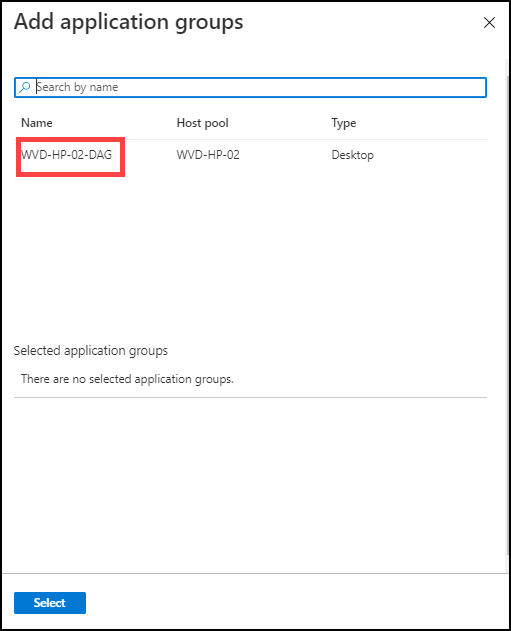 Add application groups
Search by name
Name Host pool Type
WVD-HP-02-DAG WVD-HP-02 Desktop
Selected application groups
There are no selected application groups.
Select